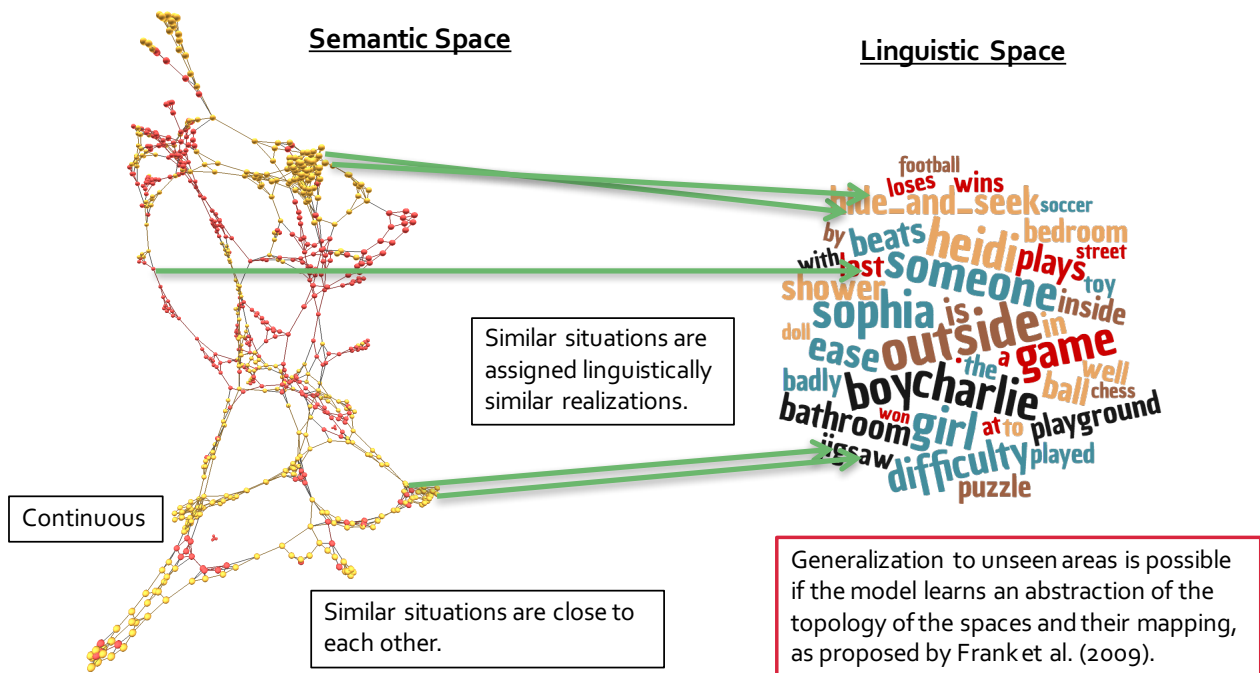 Semantic Space
Linguistic Space
football
loses wins
hide_and_seek soccer
by beats heidi bedroom
with lost someone plays street
shower toy
sophia is inside
doll outside in
ease a game
the well
badly boy charlie ball chess
bathroom won girl at to playground
jigsaw difficulty played
puzzle
Similar situations are
assigned linguistically
similar realizations.
Continuous
Similar situations are close to
each other.
Generalization to unseen areas is possible
if the model learns an abstraction of the
topology of the spaces and their mapping,
as proposed by Frank et al. (2009).